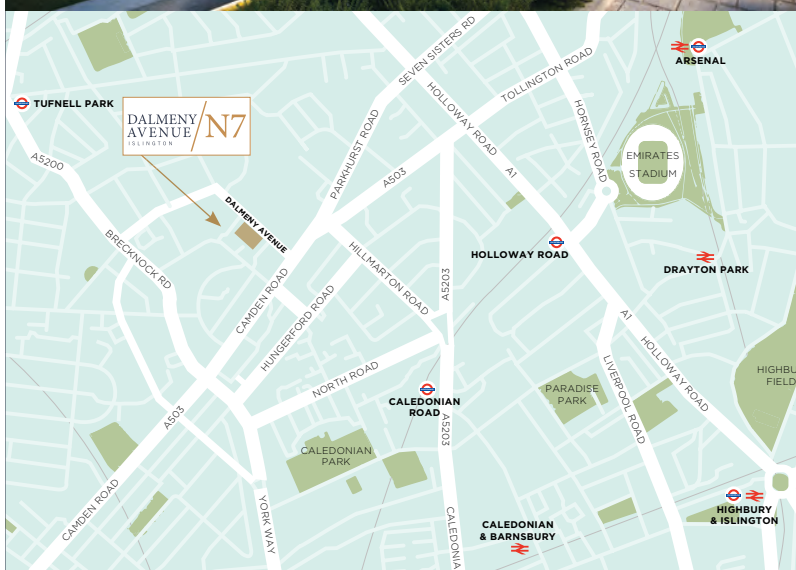 SEVEN SISTERS RD
ARSENAL
TOLLINGTON ROAD
TUFNELL PARK
HOLLOWAY ROAD
HORNSEY ROAD
DALMENY
AVENUE
ISLINGTON
N7
PARKHURST ROAD
EMIRATES
STADIUM
A5200
A503
A1
DALMENY AVENUE
BRECKNOCK RD
HOLLOWAY ROAD
DRAYTON PARK
HILLMARTON ROAD
A5203
CAMDEN ROAD
HUNGERFORD ROAD
A1
HOLLOWAY ROAD
LIVERPOOL ROAD
NORTH ROAD
HIGHBU
FIELD
PARADISE
PARK
CALEDONIAN
ROAD
A503
A5203
CALEDONIAN
PARK
CAMDEN ROAD
YORK WAY
CALEDONIA
HIGHBURY
& ISLINGTON
CALEDONIAN
& BARNSBURY